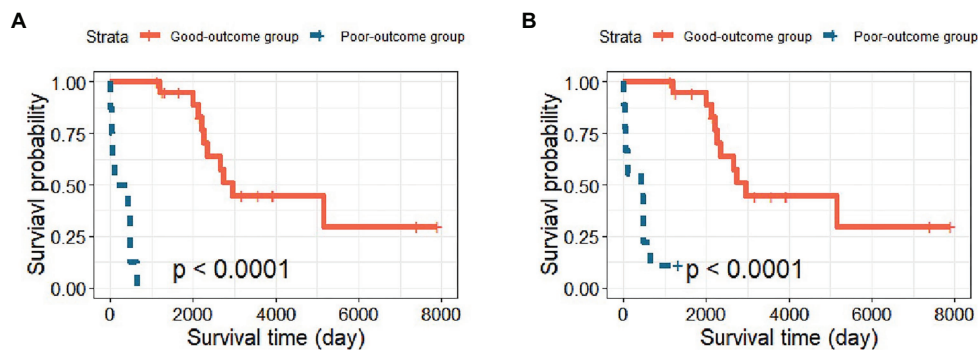 A
Strata Good-outcome group Poor-outcome group
Surviavl probability
1.00
0.75
0.50
0.25
0.00
p < 0.0001
0 2000 4000 6000 8000
Survival time (day)
B
Strata Good-outcome group Poor-outcome group
Surviavl probability
1.00
0.75
0.50
0.25
0.00
p < 0.0001
0 2000 4000 6000 8000
Survival time (day)